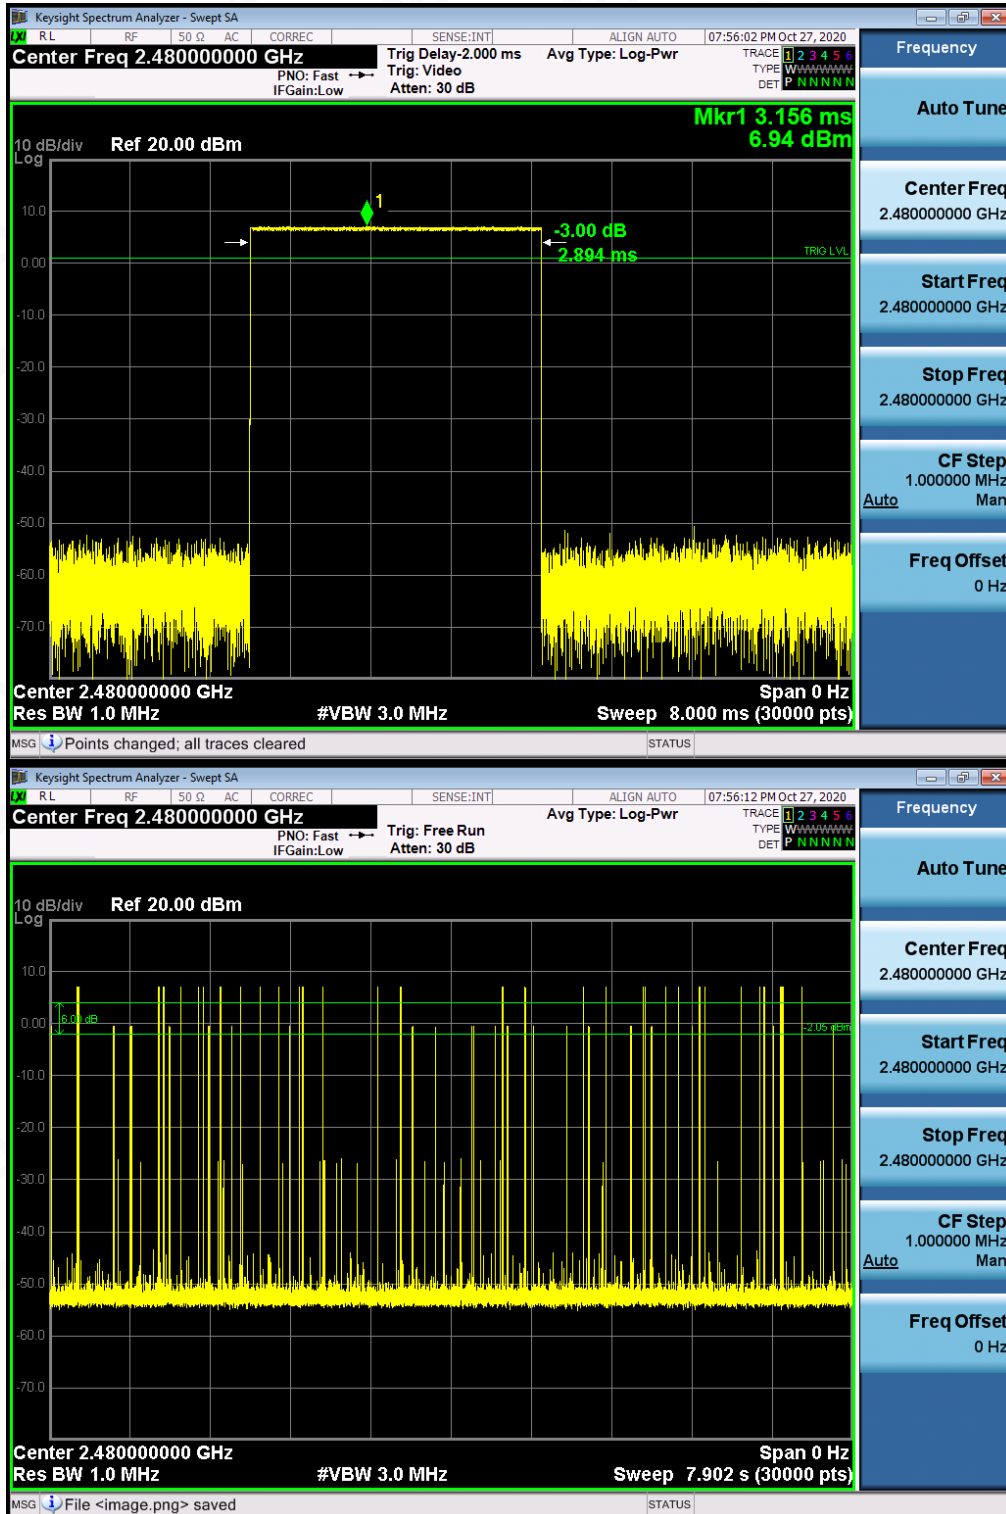 Keysight Spectrum Analyzer - Swept SA
LXI RL RF 50 Ω AC CORREC SENSE:INT ALIGN AUTO 07:56:02 PM Oct 27, 2020
Center Freq 2.480000000 GHz Trig Delay-2.000 ms Avg Type: Log-Pwr TRACE 1 2 3 4 5 6
PNO: Fast Trig: Video TYPE WWWWWW
IFGain:Low Atten: 30 dB DET P N N N N N
Mkr1 3.156 ms
6.94 dBm
10 dB/div Ref 20.00 dBm
Log
1
10.0
-3.00 dB
2.894 ms
TRIG LVL
0.00
-10.0
-20.0
-30.0
-40.0
-50.0
-60.0
-70.0
Center 2.480000000 GHz Span 0 Hz
Res BW 1.0 MHz #VBW 3.0 MHz Sweep 8.000 ms (30000 pts)
MSG Points changed; all traces cleared STATUS
Frequency
Auto Tune
Center Freq
2.480000000 GHz
Start Freq
2.480000000 GHz
Stop Freq
2.480000000 GHz
CF Step
1.000000 MHz
Auto Man
Freq Offset
0 Hz
Keysight Spectrum Analyzer - Swept SA
LXI RL RF 50 Ω AC CORREC SENSE:INT ALIGN AUTO 07:56:12 PM Oct 27, 2020
Center Freq 2.480000000 GHz Avg Type: Log-Pwr TRACE 1 2 3 4 5 6
PNO: Fast Trig: Free Run TYPE WWWWWW
IFGain:Low Atten: 30 dB DET P N N N N N
10 dB/div Ref 20.00 dBm
Log
10.0
0.00
6.00 dB
-2.05 dBm
-10.0
-20.0
-30.0
-40.0
-50.0
-60.0
-70.0
Center 2.480000000 GHz Span 0 Hz
Res BW 1.0 MHz #VBW 3.0 MHz Sweep 7.902 s (30000 pts)
MSG File <image.png> saved STATUS
Frequency
Auto Tune
Center Freq
2.480000000 GHz
Start Freq
2.480000000 GHz
Stop Freq
2.480000000 GHz
CF Step
1.000000 MHz
Auto Man
Freq Offset
0 Hz